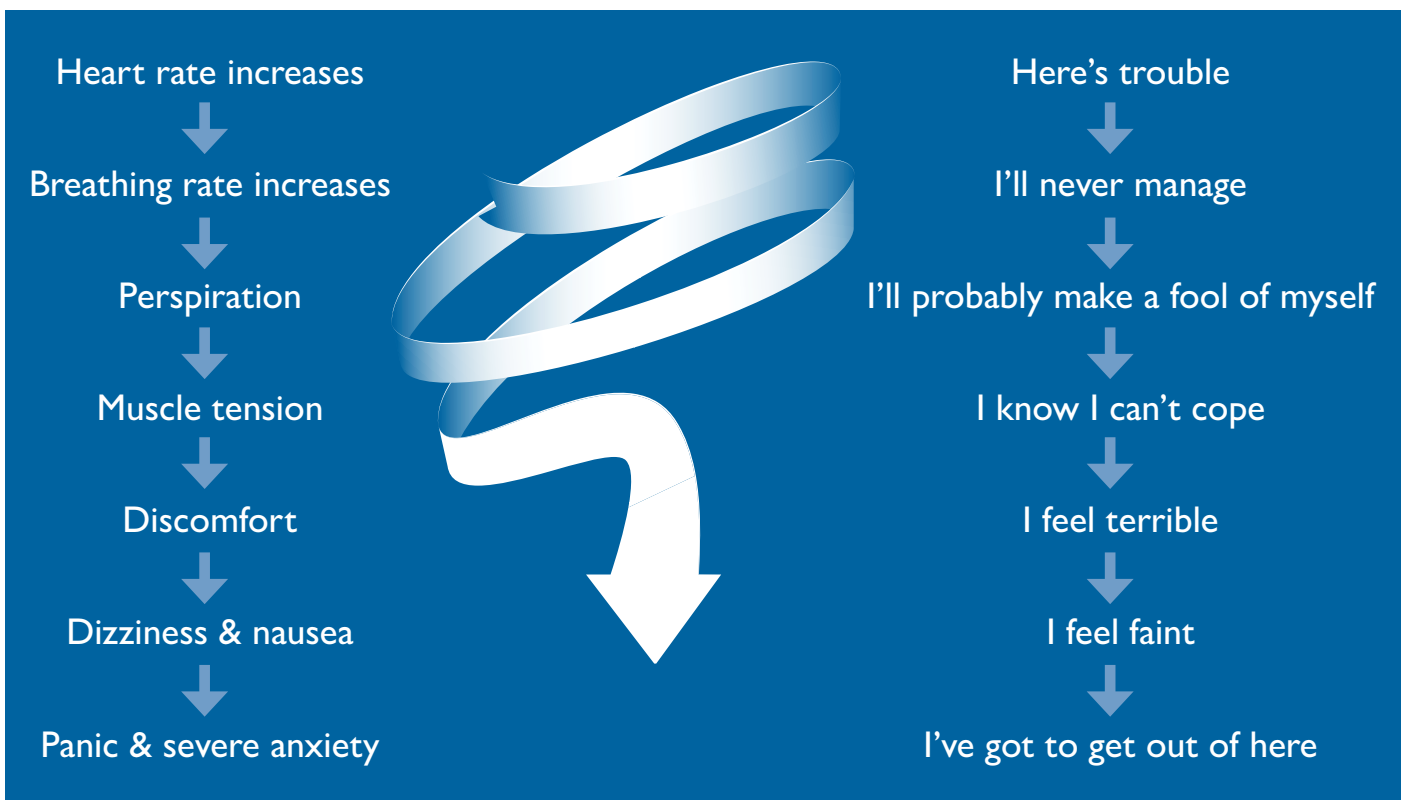 Heart rate increases
Breathing rate increases
Perspiration
Muscle tension
Discomfort
Dizziness & nausea
Panic & severe anxiety
Here’s trouble
I’ll never manage
I’ll probably make a fool of myself
I know I can’t cope
I feel terrible
I feel faint
I’ve got to get out of here